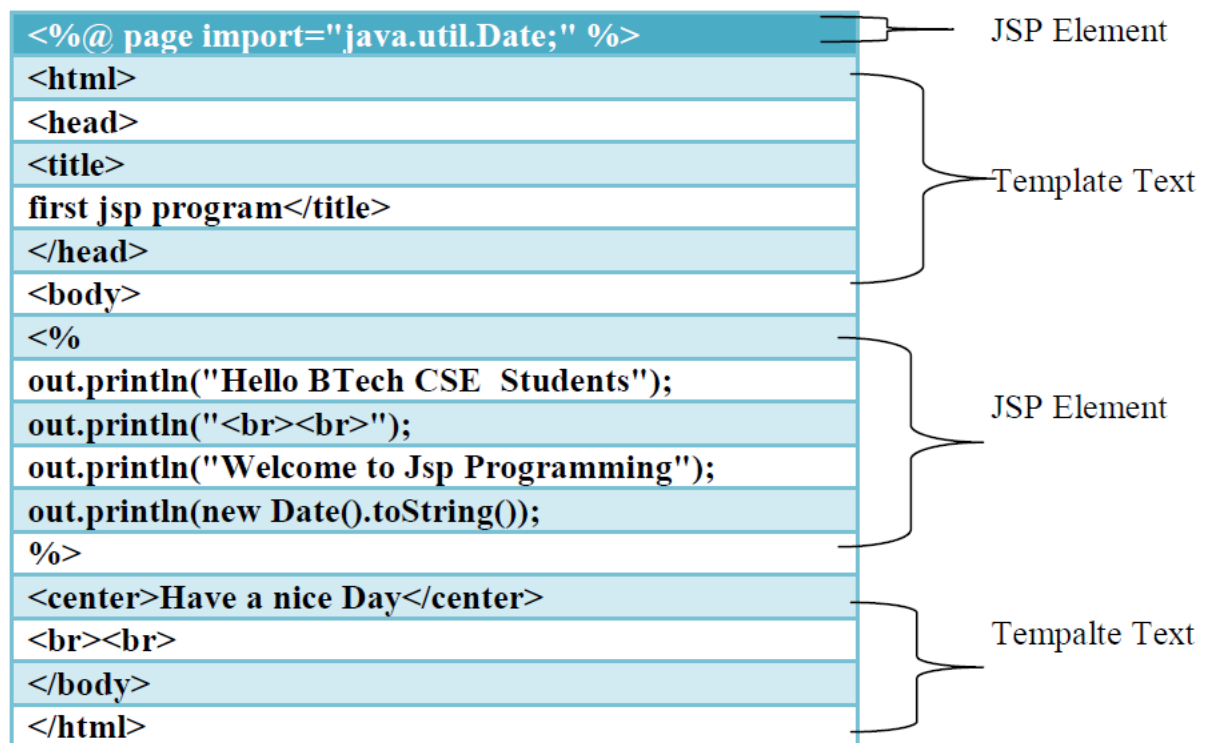 <%@ page import="java.util.Date;" %>
JSP Element
<html>
<head>
<title>
Template Text
first jsp program</title>
</head>
<body>
<%
out.println("Hello BTech CSE  Students");
JSP Element
out.println("<br><br>");
out.println("Welcome to Jsp Programming");
out.println(new Date().toString());
%>
<center>Have a nice Day</center>
<br><br>
Tempalte Text
</body>
</html>